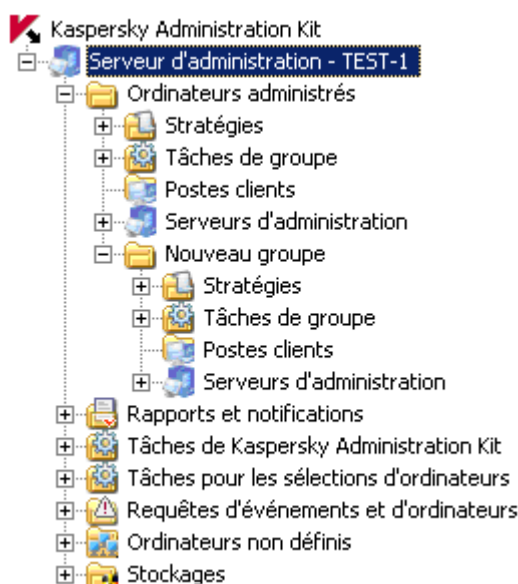 Kaspersky Administration Kit
Serveur d'administration - TEST-1
Ordinateurs administrés
Stratégies
Tâches de groupe
Postes clients
Serveurs d'administration
Nouveau groupe
Stratégies
Tâches de groupe
Postes clients
Serveurs d'administration
Rapports et notifications
Tâches de Kaspersky Administration Kit
Tâches pour les sélections d'ordinateurs
Requêtes d'événements et d'ordinateurs
Ordinateurs non définis
Stockages